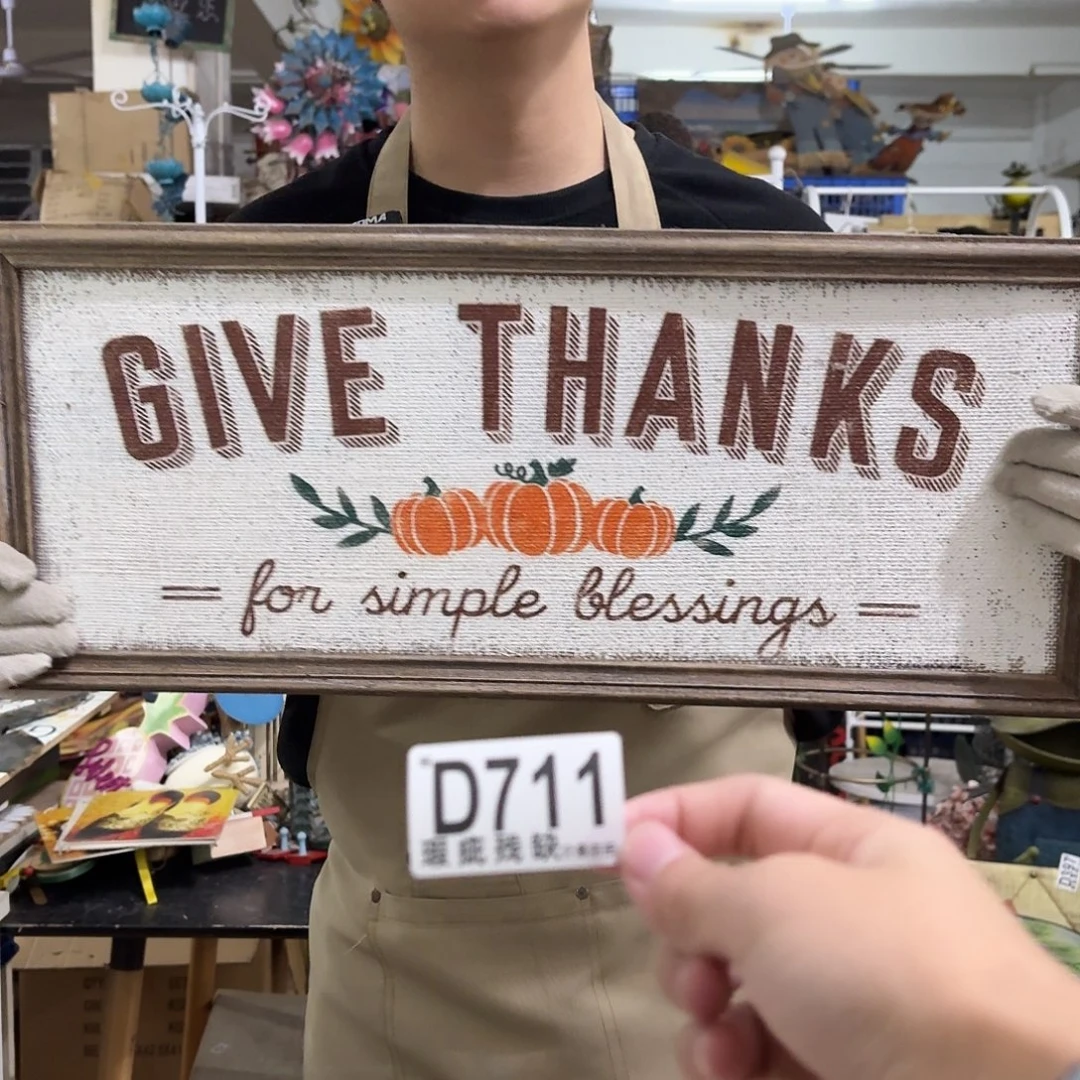 GIVE THANKS
for simple blessings
D711
瑕疵残缺